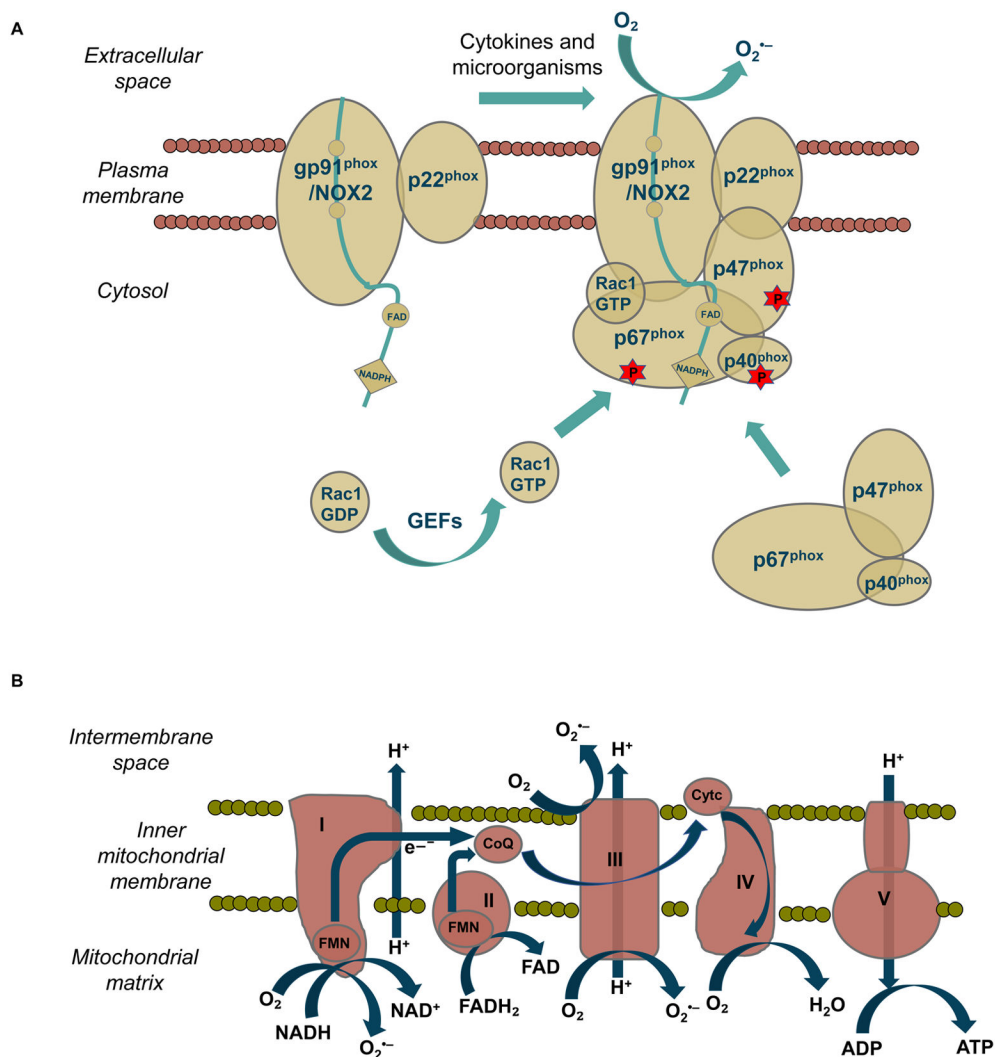 A
Extracellular
space
Cytokines and
microorganisms
O₂
O₂•–
Plasma
membrane
gp91phox
/NOX2
p22phox
gp91phox
/NOX2
p22phox
Cytosol
FAD
NADPH
Rac1
GTP
p47phox
P
FAD
p67phox
P
NADPH
p40phox
P
Rac1
GDP
GEFs
Rac1
GTP
p47phox
p67phox
p40phox
B
Intermembrane
space
H⁺
O₂
O₂•–
H⁺
H⁺
Inner
mitochondrial
membrane
I
e––
CoQ
III
Cytc
IV
II
V
Mitochondrial
matrix
FMN
H⁺
FMN
O₂
NADH
O₂•–
NAD⁺
FADH₂
FAD
O₂
H⁺
O₂•–
O₂
H₂O
ADP
ATP